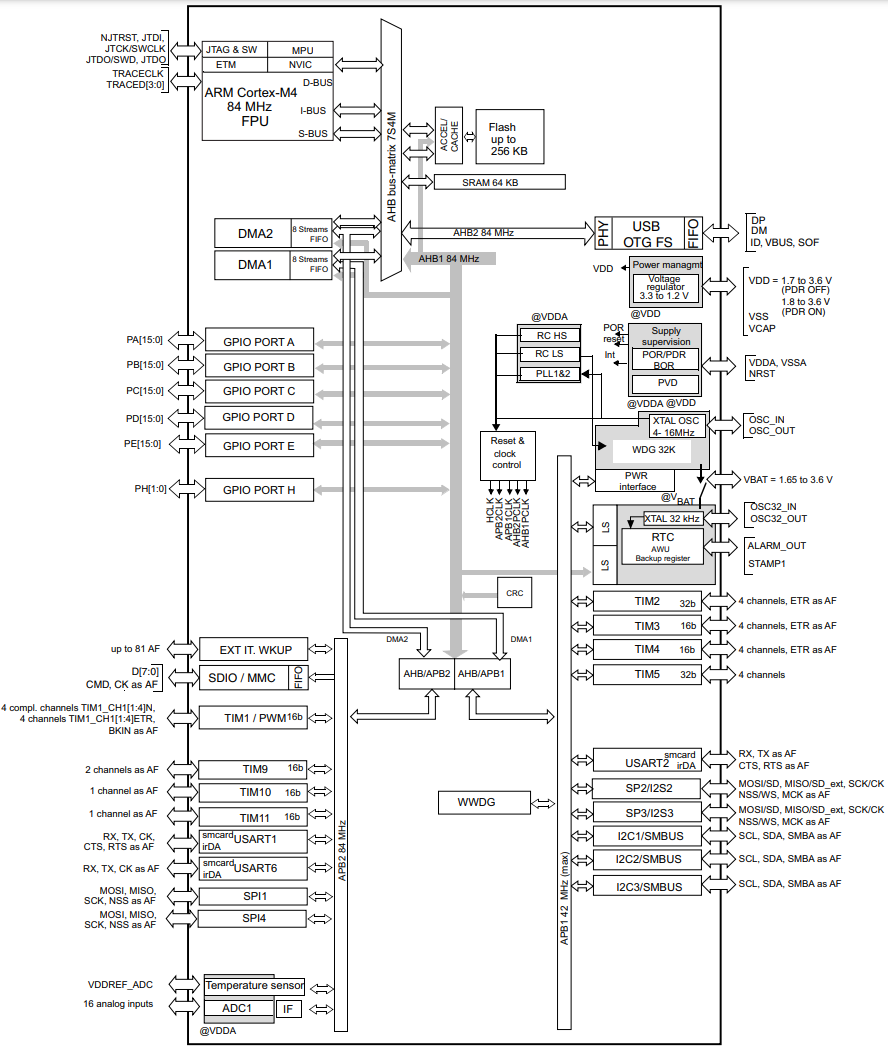 NJTRST, JTDI,
JTCK/SWCLK
JTDO/SWD, JTDO
TRACECLK
TRACED[3:0]
JTAG & SW
MPU
ETM
NVIC
ARM Cortex-M4
84 MHz
FPU
D-BUS
I-BUS
S-BUS
AHB bus-matrix 7S4M
ACCEL/
CACHE
Flash
up to
256 KB
SRAM 64 KB
DMA2
8 Streams
FIFO
DMA1
8 Streams
FIFO
AHB2 84 MHz
AHB1 84 MHz
PHY
USB
OTG FS
FIFO
DP
DM
ID, VBUS, SOF
VDD
Power managmt
Voltage
regulator
3.3 to 1.2 V
@VDD
VDD = 1.7 to 3.6 V
(PDR OFF)
1.8 to 3.6 V
(PDR ON)
VSS
VCAP
@VDDA
RC HS
RC LS
PLL1&2
POR
reset
Int
Supply
supervision
POR/PDR
BOR
PVD
@VDDA @VDD
VDDA, VSSA
NRST
PA[15:0]
GPIO PORT A
PB[15:0]
GPIO PORT B
PC[15:0]
GPIO PORT C
PD[15:0]
GPIO PORT D
PE[15:0]
GPIO PORT E
PH[1:0]
GPIO PORT H
XTAL OSC
4- 16MHz
WDG 32K
OSC_IN
OSC_OUT
Reset &
clock
control
HCLK
APB2CLK
APB1CLK
AHB2PCLK
AHB1PCLK
PWR
interface
VBAT = 1.65 to 3.6 V
@VBAT
LS
LS
XTAL 32 kHz
RTC
AWU
Backup register
OSC32_IN
OSC32_OUT
ALARM_OUT
STAMP1
CRC
TIM2
32b
4 channels, ETR as AF
TIM3
16b
4 channels, ETR as AF
TIM4
16b
4 channels, ETR as AF
TIM5
32b
4 channels
DMA2
DMA1
AHB/APB2
AHB/APB1
up to 81 AF
EXT IT. WKUP
D[7:0]
CMD, CK as AF
SDIO / MMC
FIFO
4 compl. channels TIM1_CH1[1:4]N,
4 channels TIM1_CH1[1:4]ETR,
BKIN as AF
TIM1 / PWM
16b
2 channels as AF
TIM9
16b
1 channel as AF
TIM10
16b
1 channel as AF
TIM11
16b
RX, TX, CK,
CTS, RTS as AF
smcard
irDA
USART1
RX, TX, CK as AF
smcard
irDA
USART6
MOSI, MISO,
SCK, NSS as AF
SPI1
MOSI, MISO,
SCK, NSS as AF
SPI4
APB2 84 MHz
WWDG
APB1 42 MHz (max)
USART2
smcard
irDA
RX, TX as AF
CTS, RTS as AF
SP2/I2S2
MOSI/SD, MISO/SD_ext, SCK/CK
NSS/WS, MCK as AF
SP3/I2S3
MOSI/SD, MISO/SD_ext, SCK/CK
NSS/WS, MCK as AF
I2C1/SMBUS
SCL, SDA, SMBA as AF
I2C2/SMBUS
SCL, SDA, SMBA as AF
I2C3/SMBUS
SCL, SDA, SMBA as AF
VDDREF_ADC
Temperature sensor
16 analog inputs
ADC1
IF
@VDDA